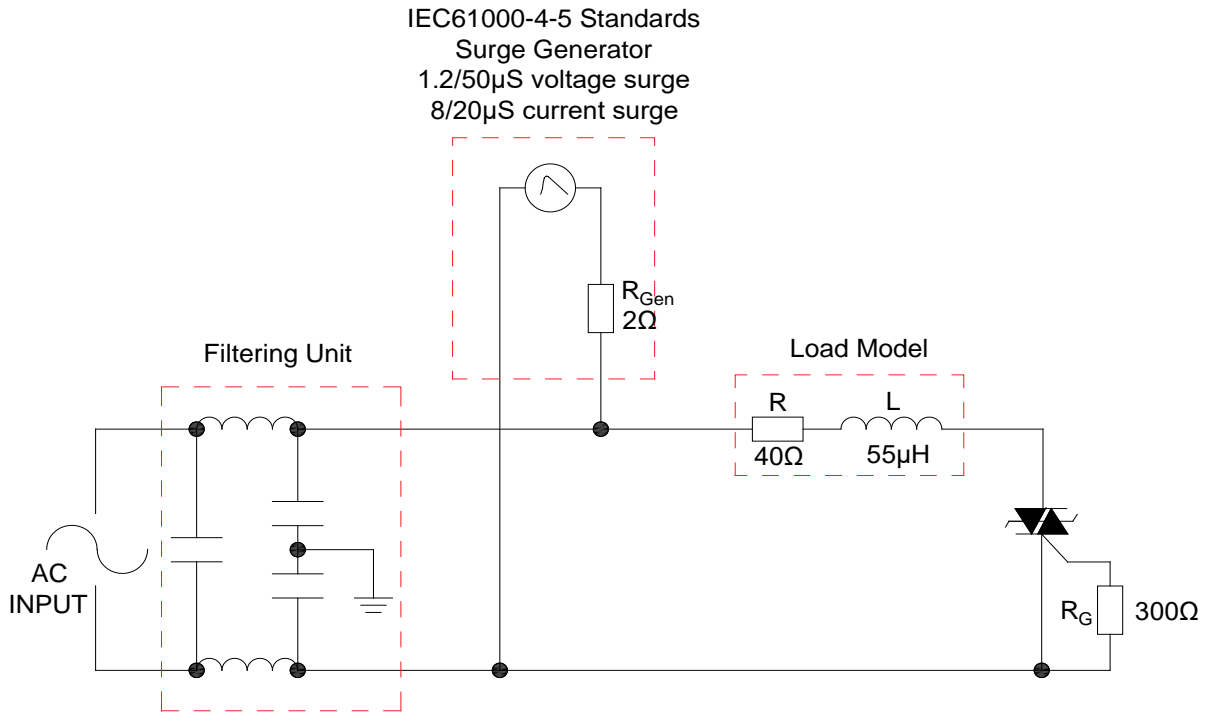 IEC61000-4-5 Standards
Surge Generator
1.2/50µS voltage surge
8/20µS current surge
RGen
2Ω
Filtering Unit
Load Model
R
L
40Ω
55µH
AC
INPUT
RG
300Ω